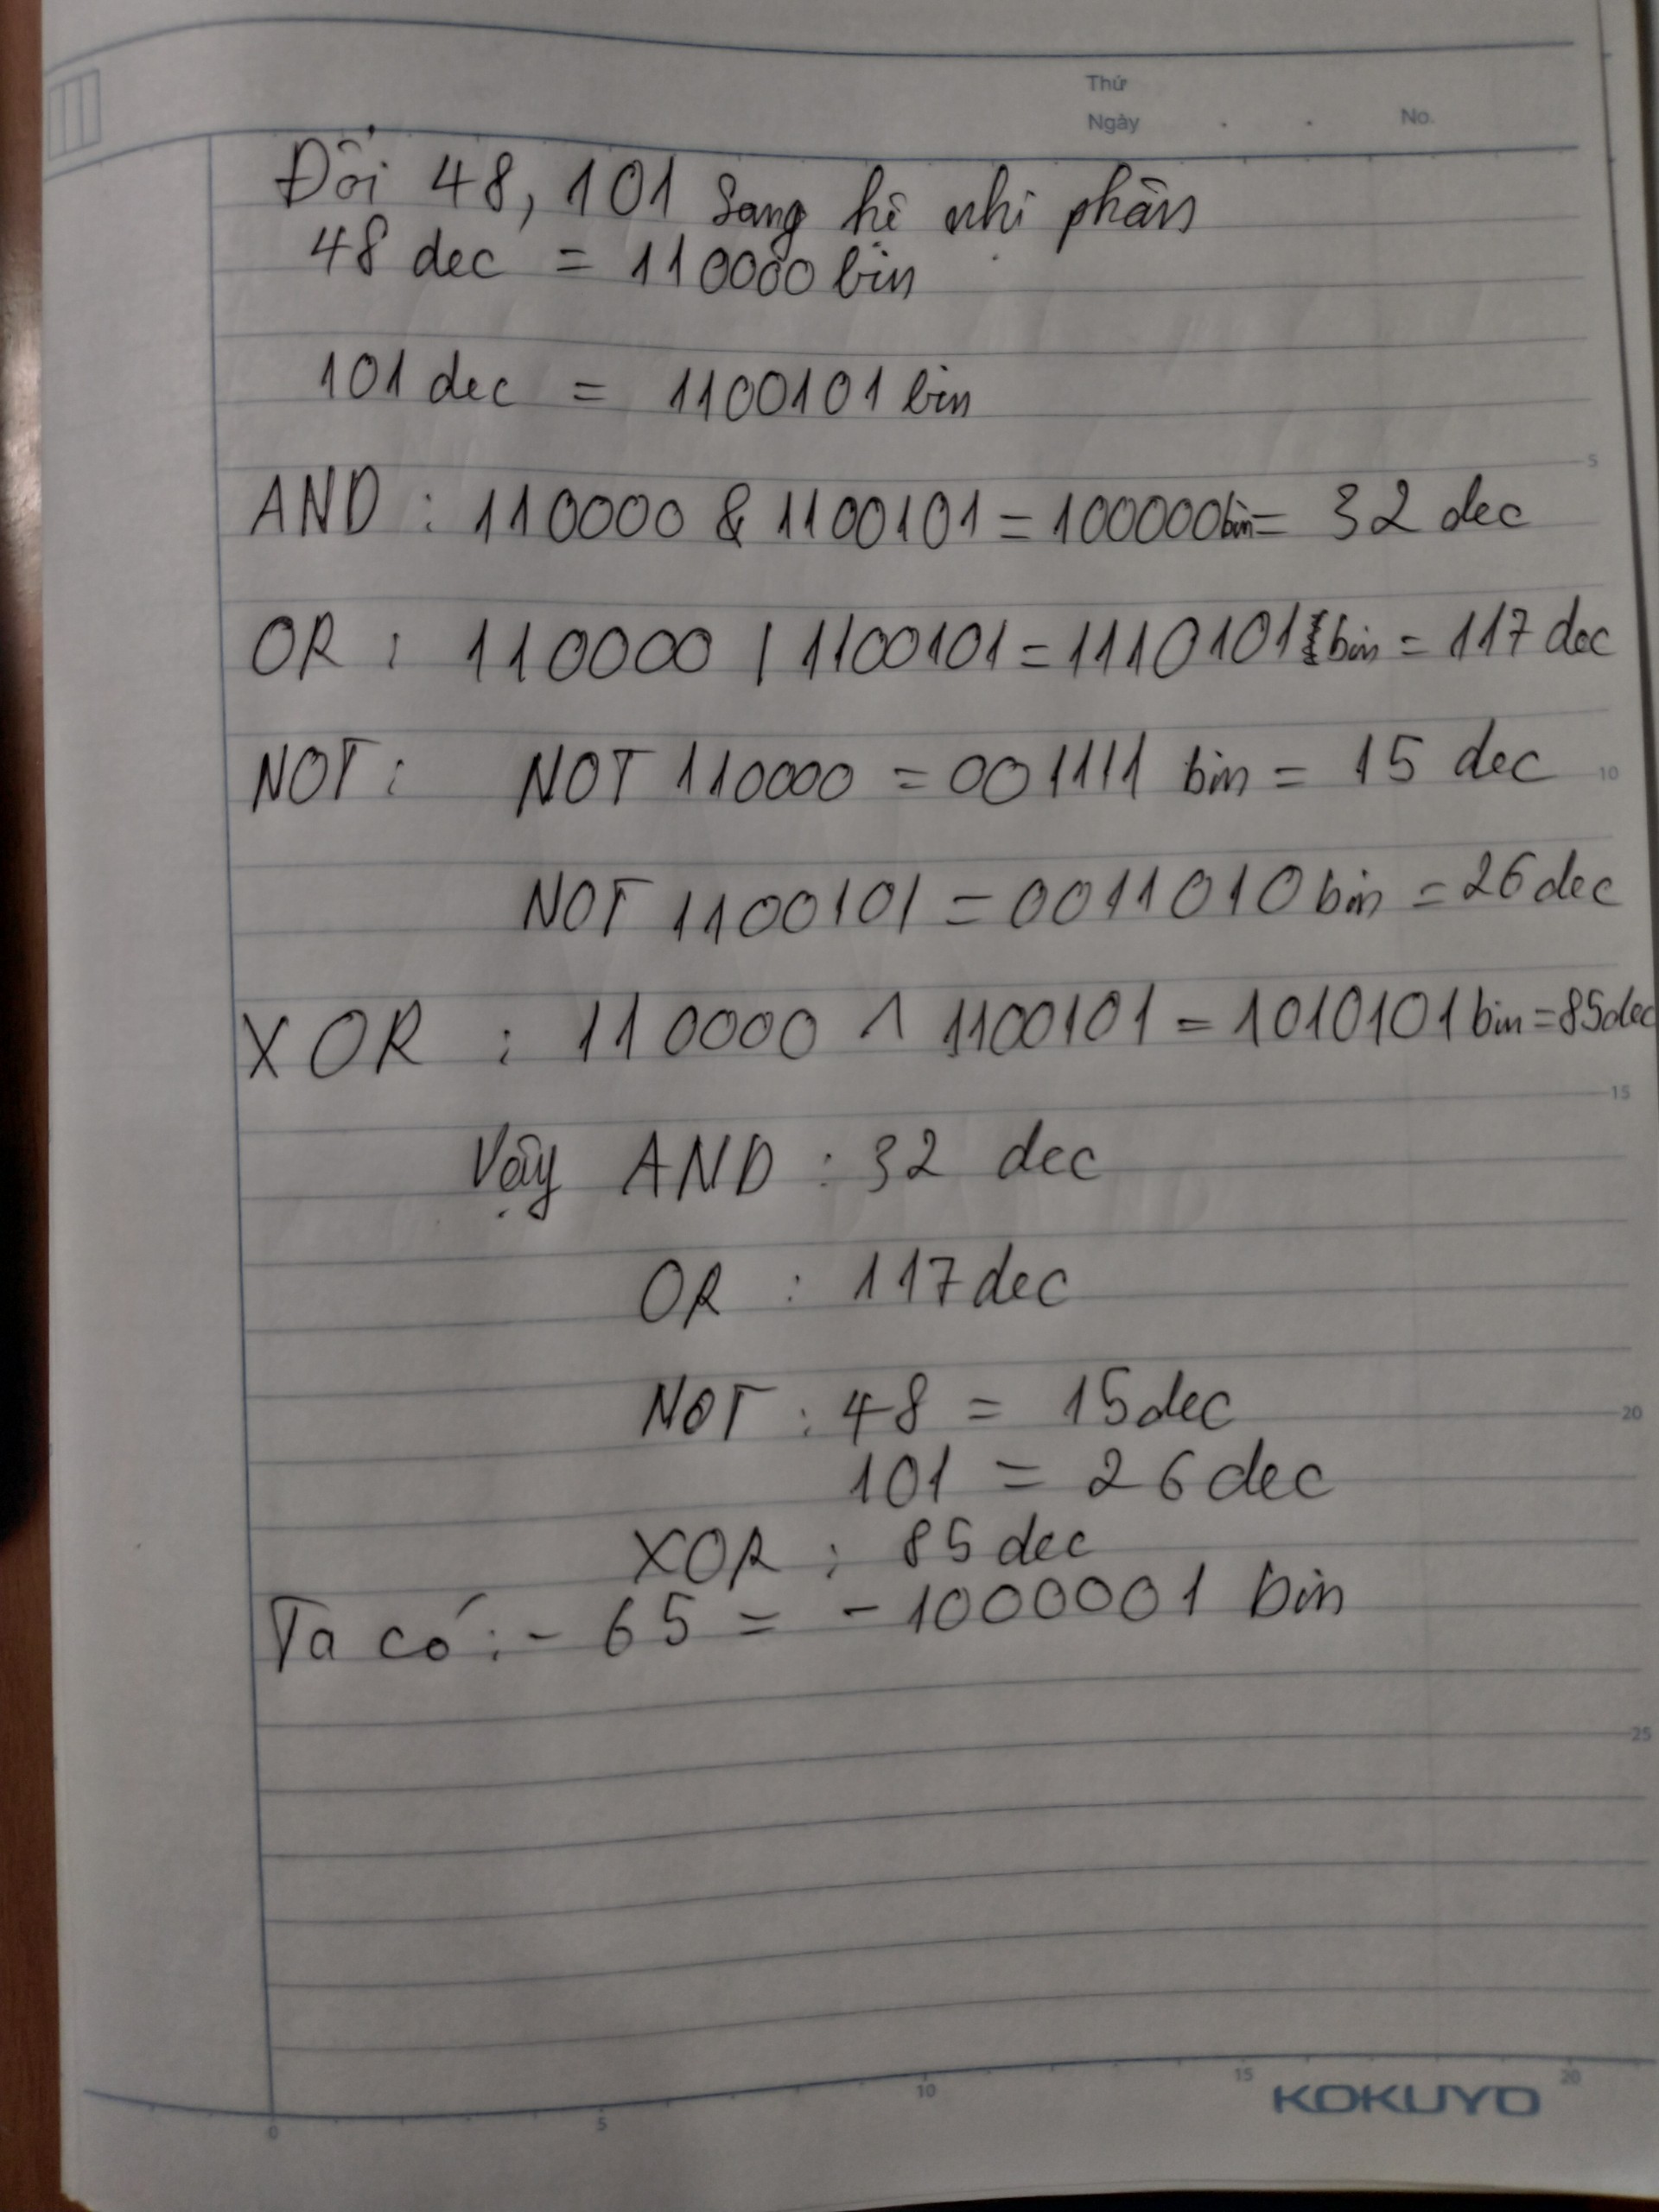 Thứ
Ngày . . No.
Đổi 48, 101 sang hệ nhị phân
48 dec = 110000 bin
101 dec = 1100101 bin
5
AND : 110000 & 1100101 = 100000bin = 32 dec
OR : 110000 | 1100101 = 1110101 bin = 117 dec
NOT : NOT 110000 = 001111 bin = 15 dec
10
NOT 1100101 = 0011010 bin = 26 dec
XOR : 110000 ^ 1100101 = 1010101 bin = 85dec
15
Vậy AND : 32 dec
OR : 117 dec
NOT : 48 = 15 dec
20
101 = 26 dec
XOR : 85 dec
Ta có : - 65 = - 1000001 bin
25
0 5 10 15 20
KOKUYO